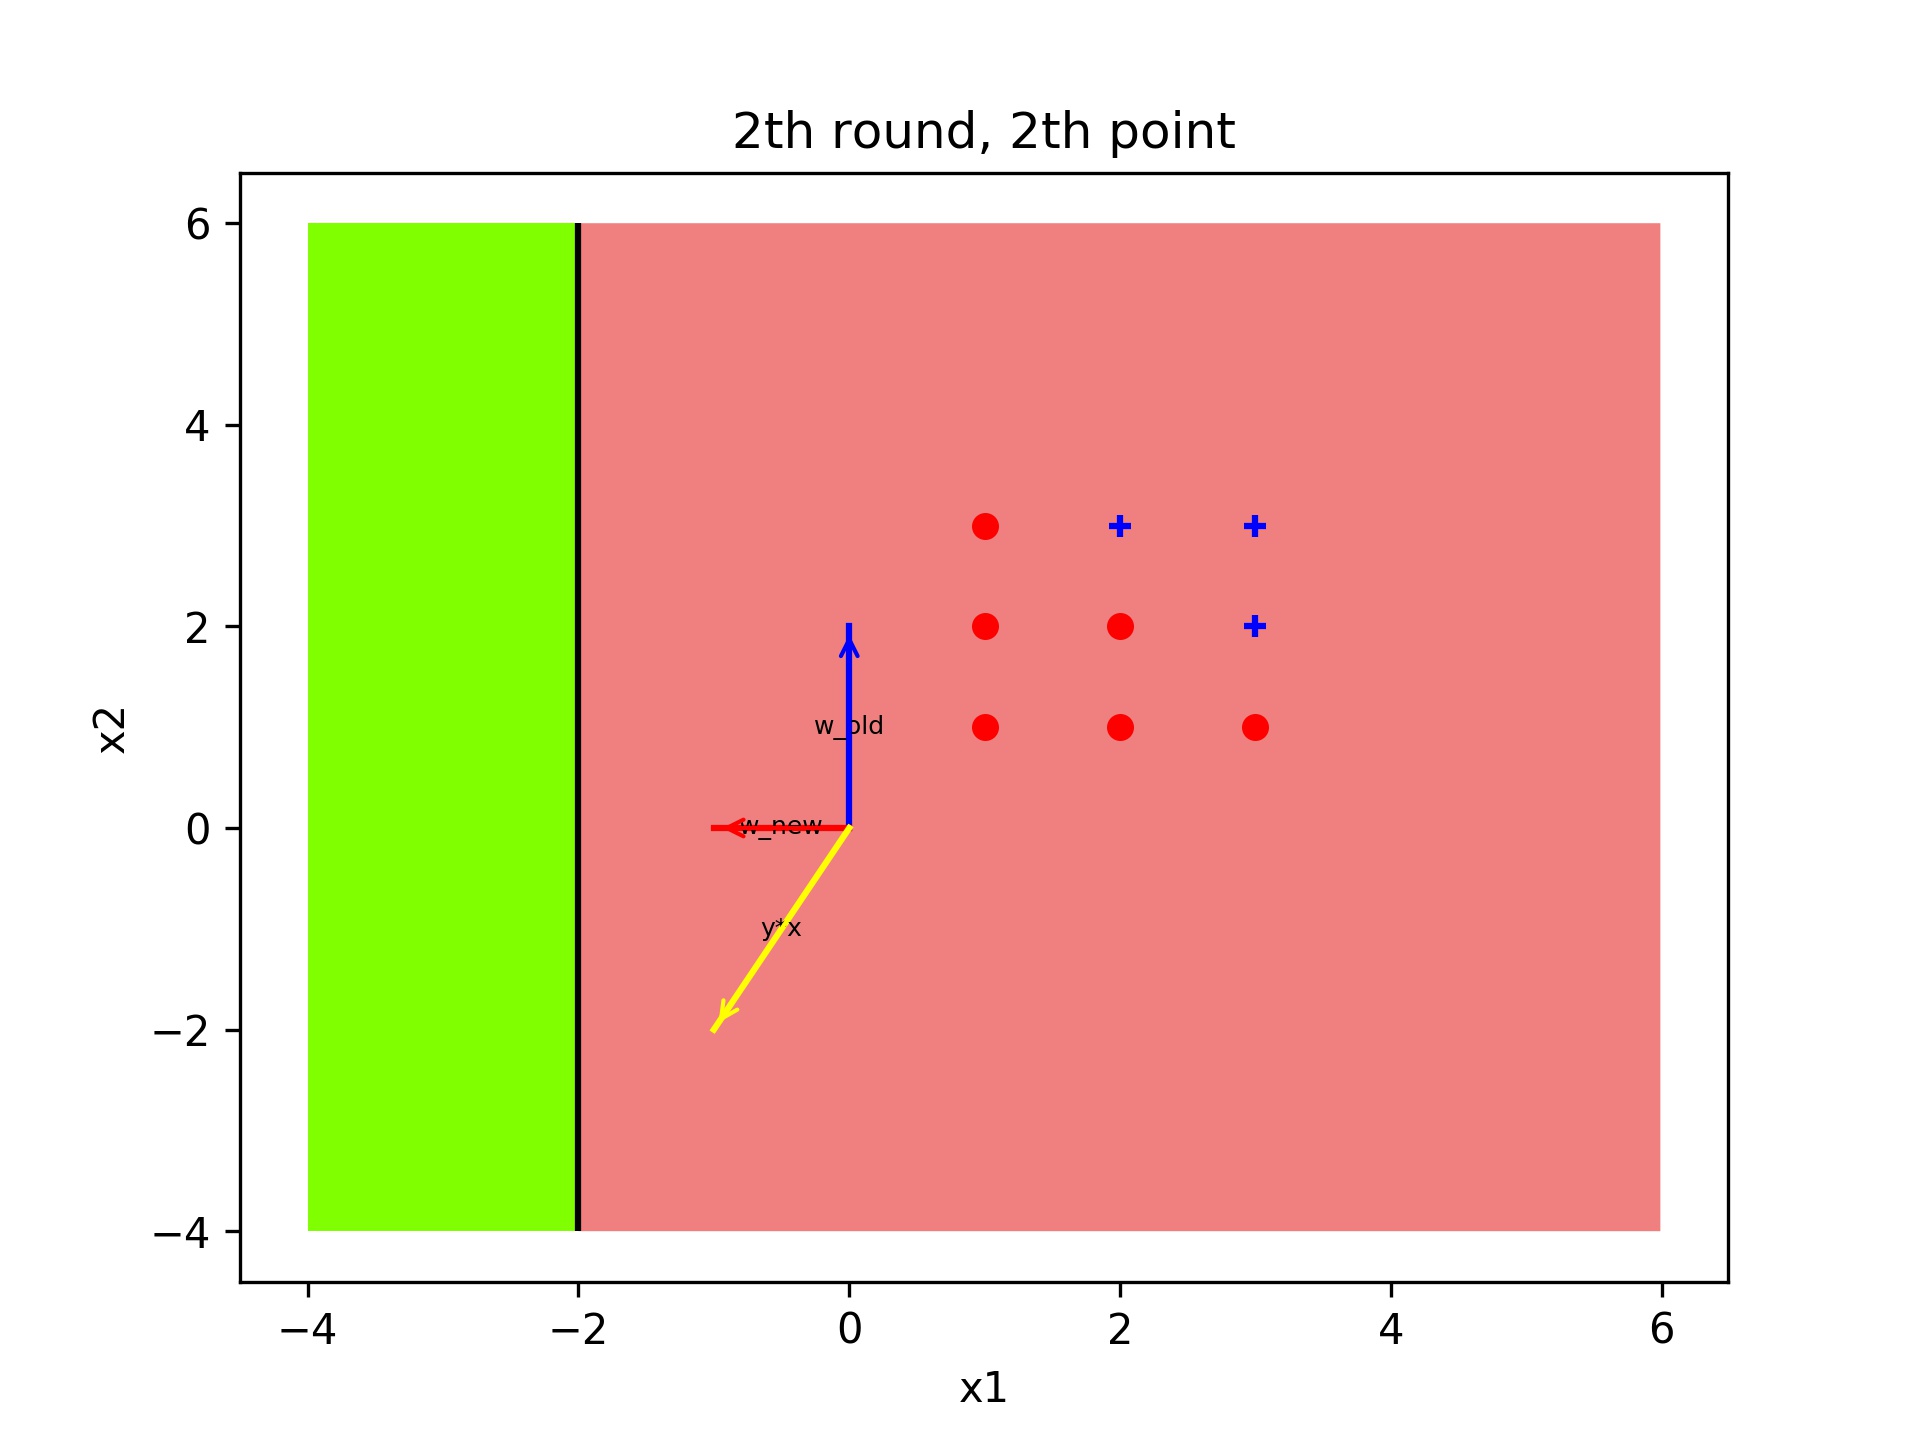 2th round, 2th point
6
4
2
0
−2
−4
x2
w_old
w_new
y*x
−4 −2 0 2 4 6
x1